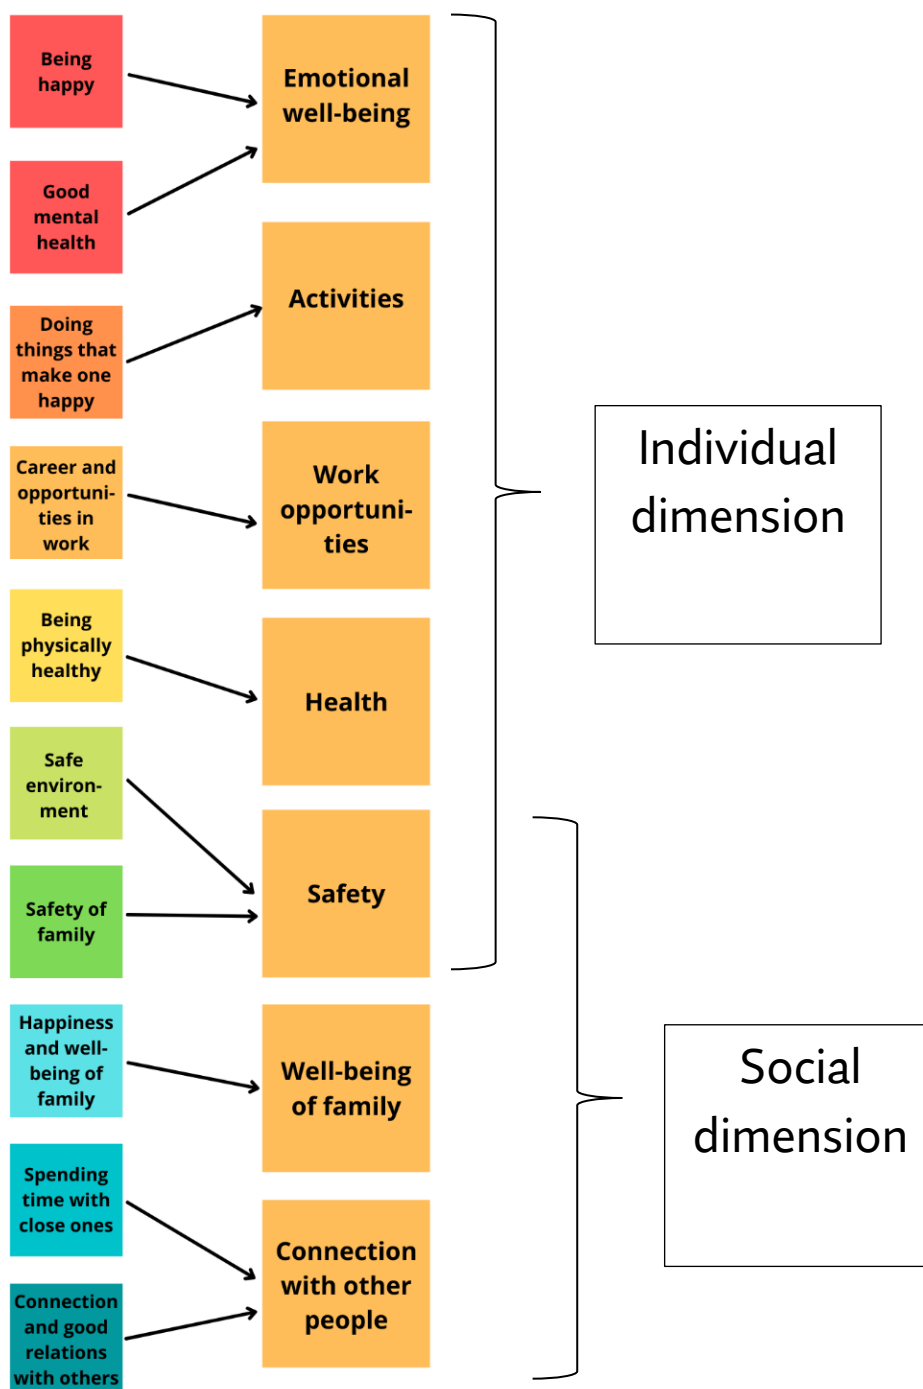 Being
happy
Good
mental
health
Doing
things that
make one
happy
Career and
opportuni-
ties in
work
Being
physically
healthy
Safe
environ-
ment
Safety of
family
Happiness
and well-
being of
family
Spending
time with
close ones
Connection
and good
relations
with others
Emotional
well-being
Activities
Work
opportuni-
ties
Health
Safety
Well-being
of family
Connection
with other
people
Individual
dimension
Social
dimension